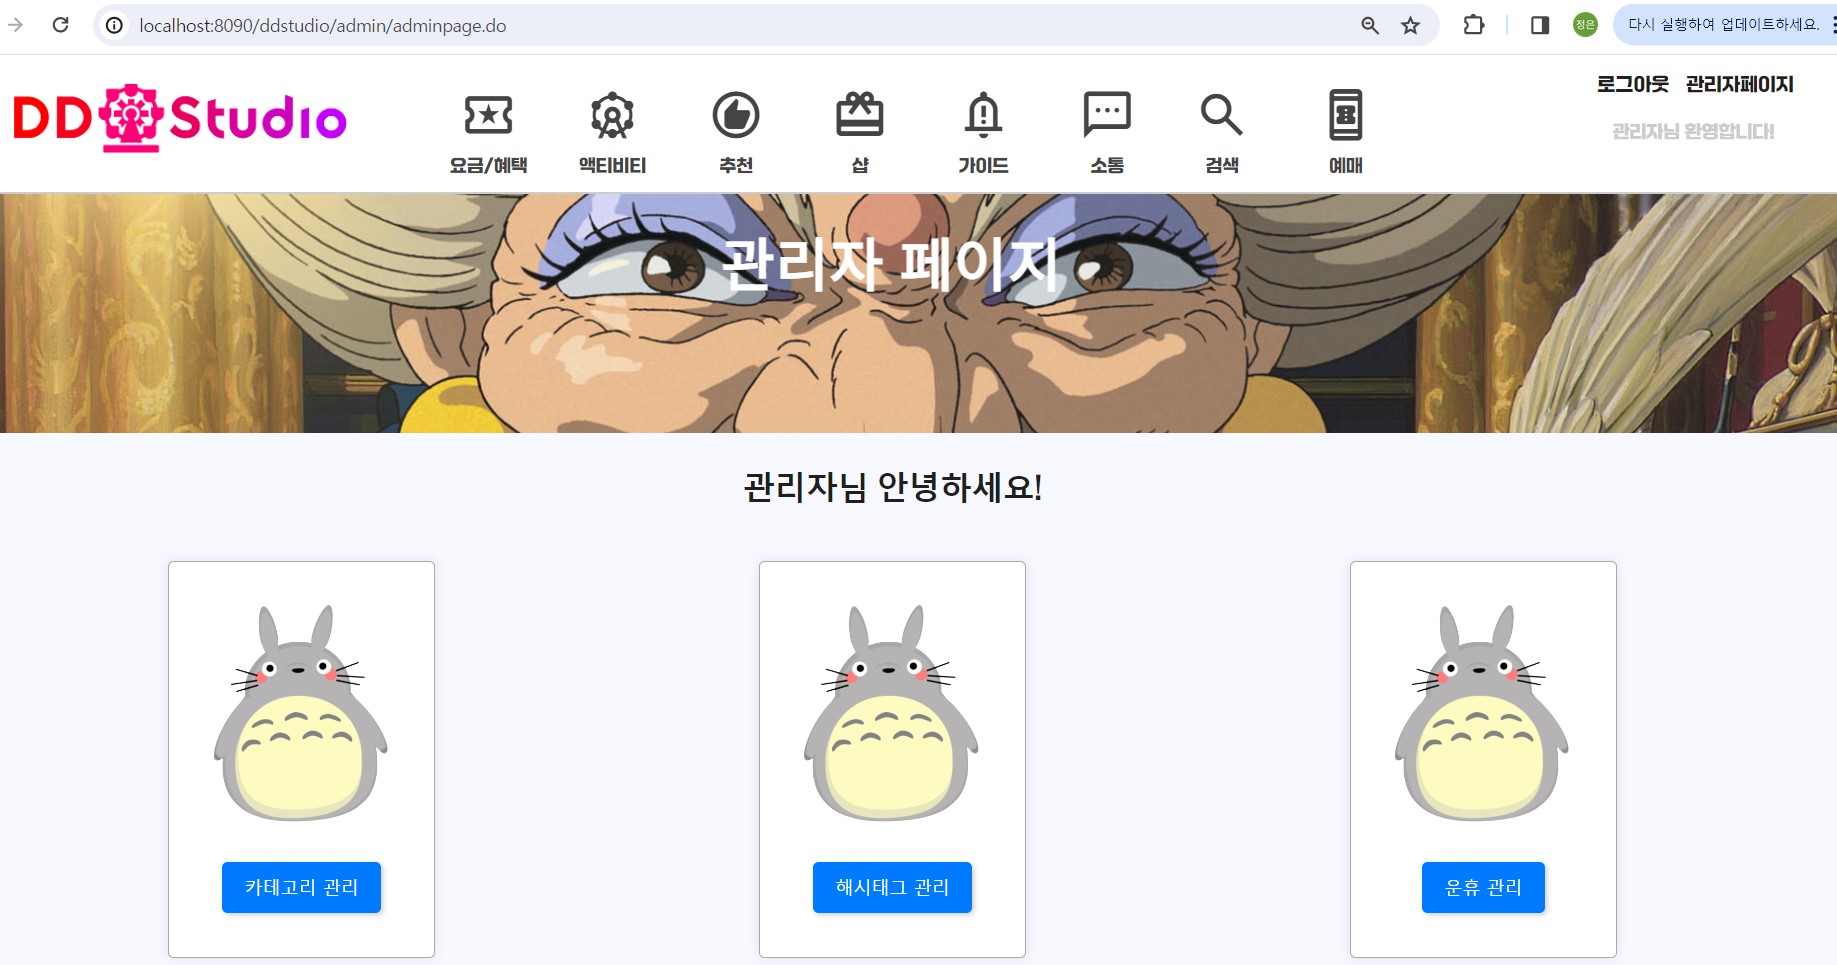 localhost:8090/ddstudio/admin/adminpage.do
정은
다시 실행하여 업데이트하세요.
DD Studio
로그아웃 관리자페이지
관리자님 환영합니다!
요금/혜택 액티비티 추천 샵 가이드 소통 검색 예매
관리자 페이지
관리자님 안녕하세요!
카테고리 관리
해시태그 관리
운휴 관리